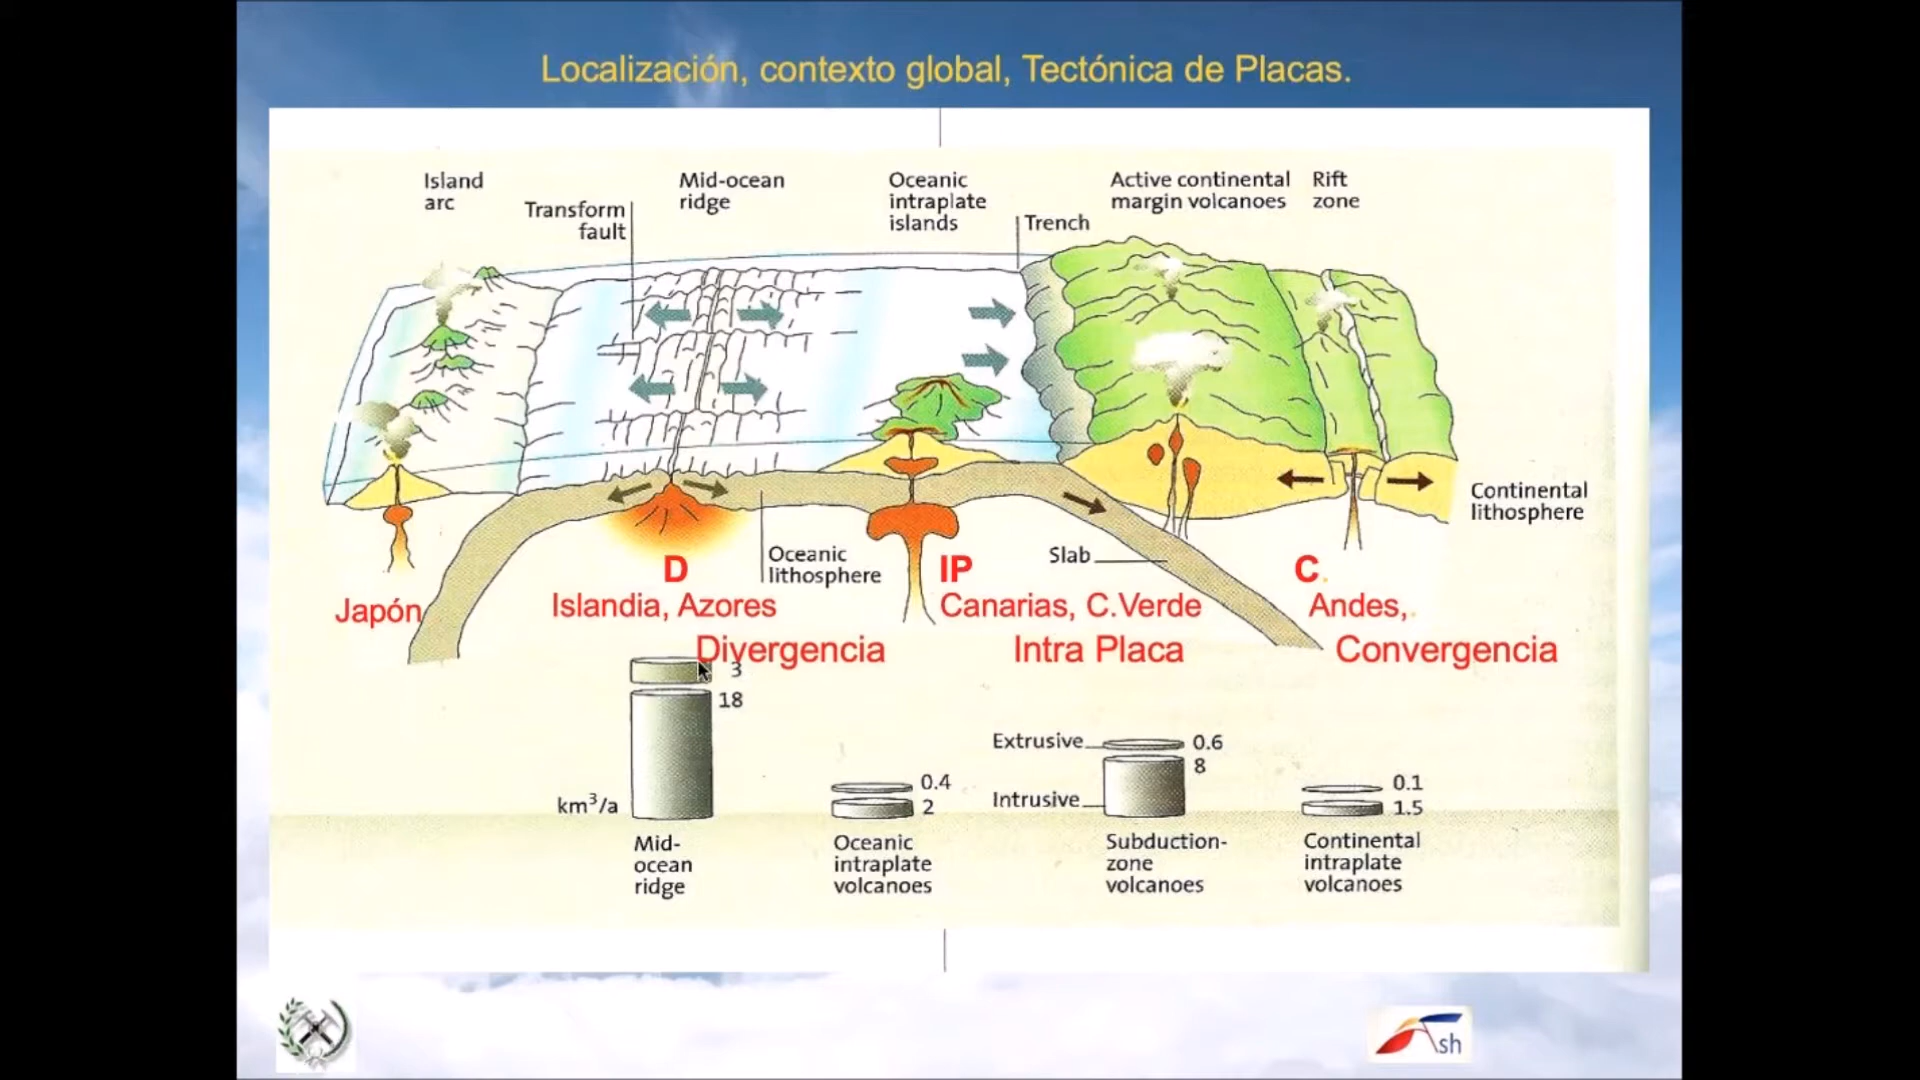 Localización, contexto global, Tectónica de Placas.
Island
arc
Transform
fault
Mid-ocean
ridge
Oceanic
intraplate
islands
Trench
Active continental
margin volcanoes
Rift
zone
Continental
lithosphere
Oceanic
lithosphere
Slab
D
IP
C.
Japón
Islandia, Azores
Canarias, C.Verde
Andes,.
Divergencia
Intra Placa
Convergencia
3
18
km³/a
Mid-
ocean
ridge
0.4
2
Oceanic
intraplate
volcanoes
Extrusive
Intrusive
0.6
8
Subduction-
zone
volcanoes
0.1
1.5
Continental
intraplate
volcanoes
Ash